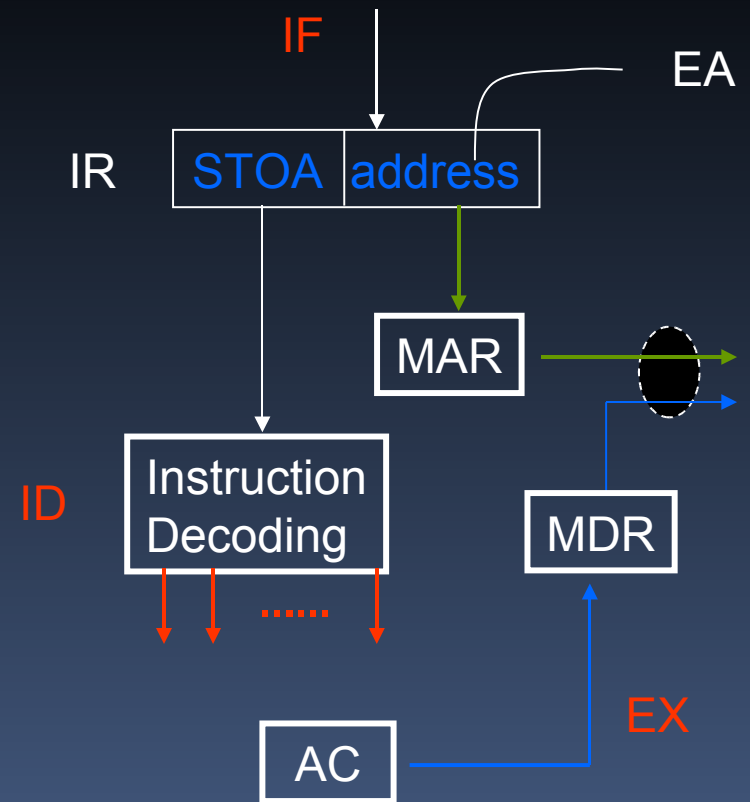 IF
EA
IR
STOA address
MAR
ID
Instruction
Decoding
MDR
EX
AC